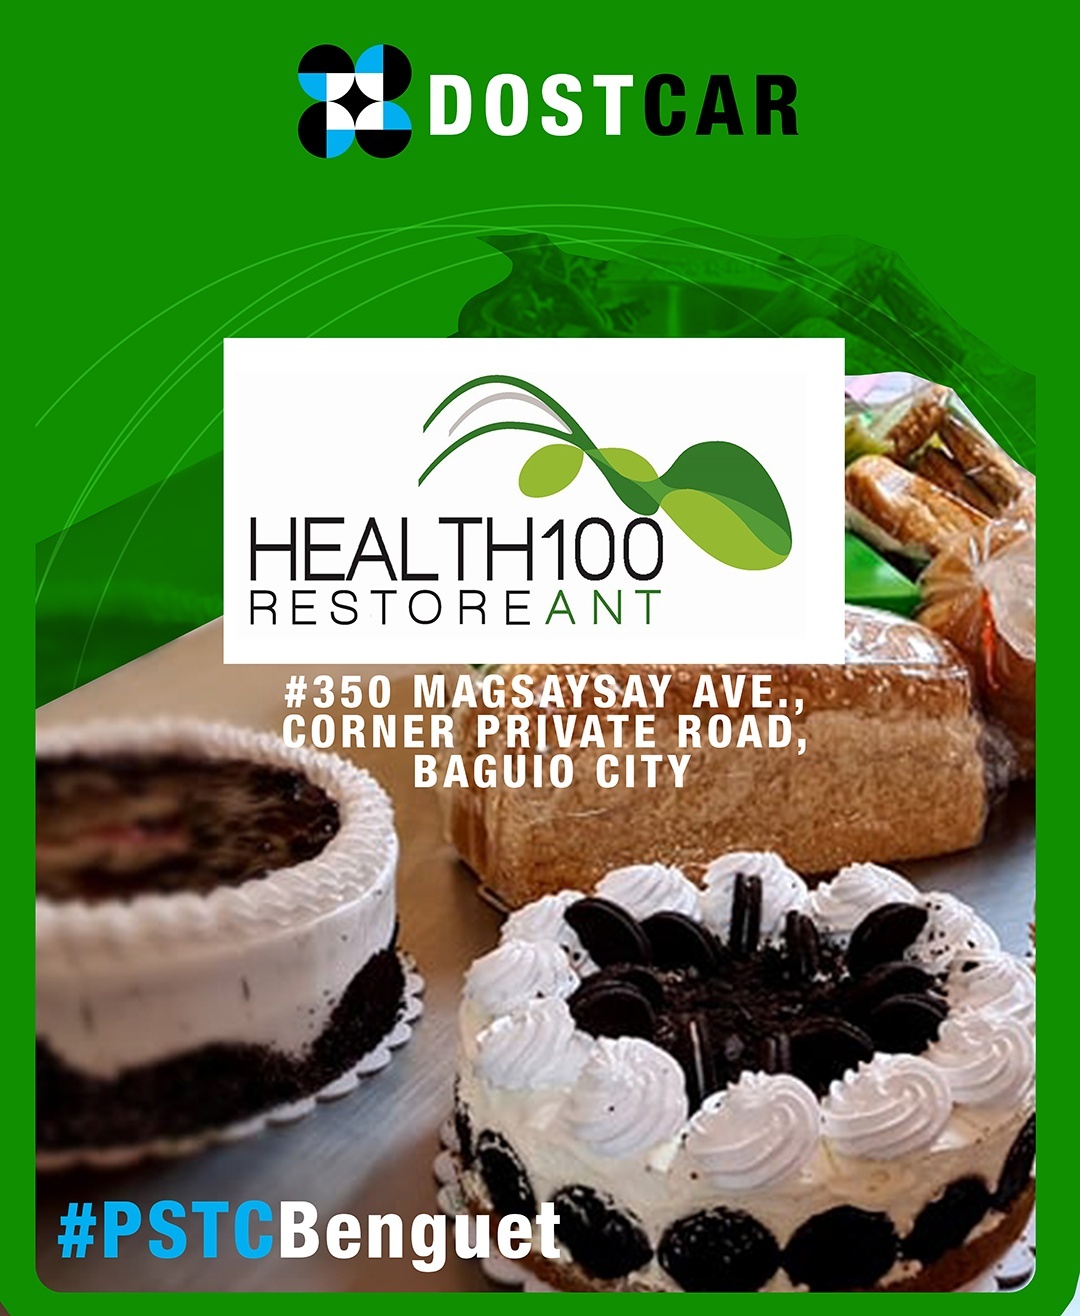 DOSTCAR
HEALTH100
RESTOREANT
#350 MAGSAYSAY AVE.,
CORNER PRIVATE ROAD,
BAGUIO CITY
#PSTCBenguet